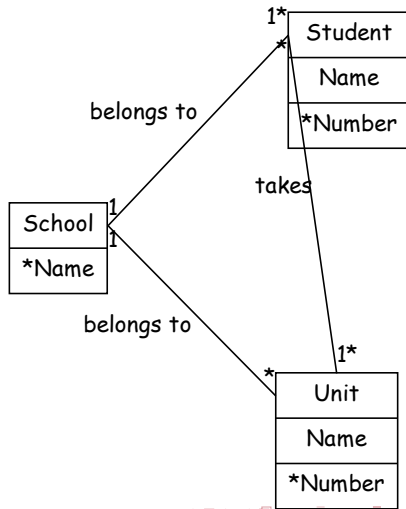 1*
Student
*
Name
*Number
belongs to
takes
1
School
1
*Name
belongs to
1*
*
Unit
Name
*Number